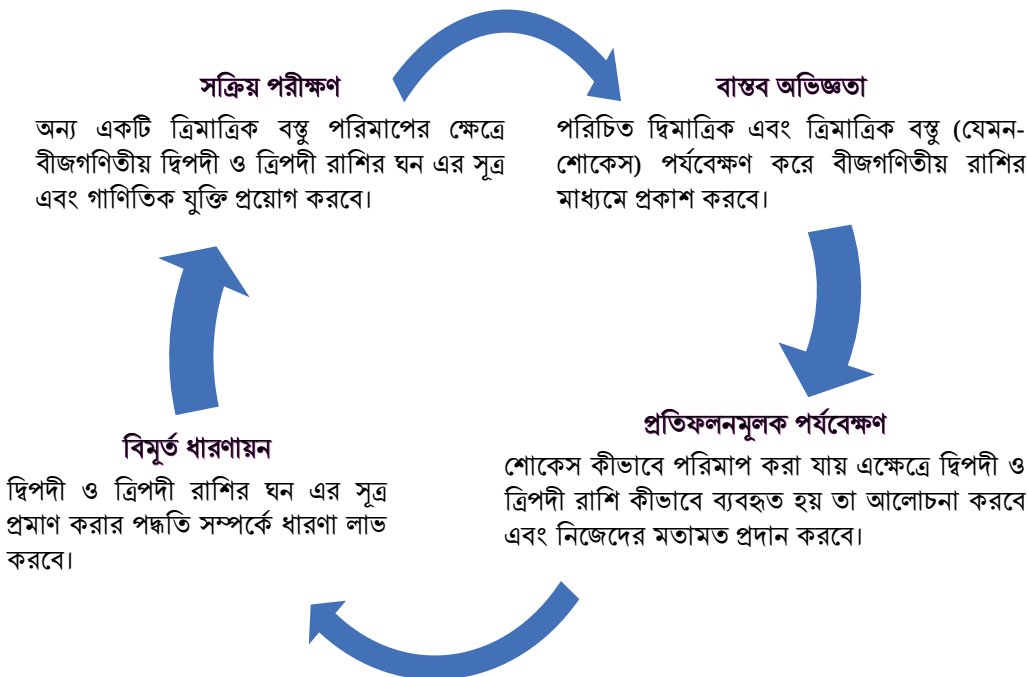 সক্রিয় পরীক্ষণ
অন্য একটি ত্রিমাত্রিক বস্তু পরিমাপের ক্ষেত্রে
বীজগণিতীয় দ্বিপদী ও ত্রিপদী রাশির ঘন এর সূত্র
এবং গাণিতিক যুক্তি প্রয়োগ করবে।
বাস্তব অভিজ্ঞতা
পরিচিত দ্বিমাত্রিক এবং ত্রিমাত্রিক বস্তু (যেমন-
শোকেস) পর্যবেক্ষণ করে বীজগণিতীয় রাশির
মাধ্যমে প্রকাশ করবে।
প্রতিফলনমূলক পর্যবেক্ষণ
শোকেস কীভাবে পরিমাপ করা যায় এক্ষেত্রে দ্বিপদী ও
ত্রিপদী রাশি কীভাবে ব্যবহৃত হয় তা আলোচনা করবে
এবং নিজেদের মতামত প্রদান করবে।
বিমূর্ত ধারণায়ন
দ্বিপদী ও ত্রিপদী রাশির ঘন এর সূত্র
প্রমাণ করার পদ্ধতি সম্পর্কে ধারণা লাভ
করবে।